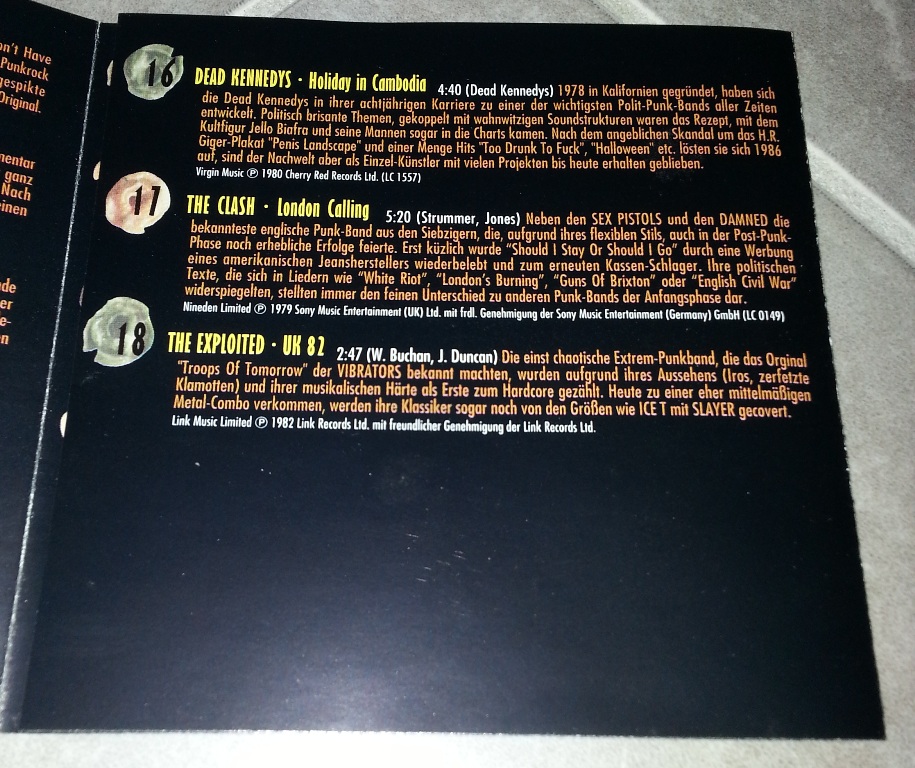 n't Have
Punkrock
gespikte
Original.
mentar
ganz
Nach
einen
de
er
e-
n
16
DEAD KENNEDYS · Holiday in Cambodia 4:40 (Dead Kennedys) 1978 in Kalifornien gegründet, haben sich
die Dead Kennedys in ihrer achtjährigen Karriere zu einer der wichtigsten Polit-Punk-Bands aller Zeiten
entwickelt. Politisch brisante Themen, gekoppelt mit wahnwitzigen Soundstrukturen waren das Rezept, mit dem
Kultfigur Jello Biafra und seine Mannen sogar in die Charts kamen. Nach dem angeblichen Skandal um das H.R.
Giger-Plakat "Penis Landscape" und einer Menge Hits "Too Drunk To Fuck", "Halloween" etc. lösten sie sich 1986
auf, sind der Nachwelt aber als Einzel-Künstler mit vielen Projekten bis heute erhalten geblieben.
Virgin Music ℗ 1980 Cherry Red Records Ltd. (LC 1557)
17
THE CLASH · London Calling 5:20 (Strummer, Jones) Neben den SEX PISTOLS und den DAMNED die
bekannteste englische Punk-Band aus den Siebzigern, die, aufgrund ihres flexiblen Stils, auch in der Post-Punk-
Phase noch erhebliche Erfolge feierte. Erst küzlich wurde "Should I Stay Or Should I Go" durch eine Werbung
eines amerikanischen Jeansherstellers wiederbelebt und zum erneuten Kassen-Schlager. Ihre politischen
Texte, die sich in Liedern wie "White Riot", "London's Burning", "Guns Of Brixton" oder "English Civil War"
widerspiegelten, stellten immer den feinen Unterschied zu anderen Punk-Bands der Anfangsphase dar.
Nineden Limited ℗ 1979 Sony Music Entertainment (UK) Ltd. mit frdl. Genehmigung der Sony Music Entertainment (Germany) GmbH (LC 0149)
18
THE EXPLOITED · UK 82 2:47 (W. Buchan, J. Duncan) Die einst chaotische Extrem-Punkband, die das Orginal
"Troops Of Tomorrow" der VIBRATORS bekannt machten, wurden aufgrund ihres Aussehens (Iros, zerfetzte
Klamotten) und ihrer musikalischen Härte als Erste zum Hardcore gezählt. Heute zu einer eher mittelmäßigen
Metal-Combo verkommen, werden ihre Klassiker sogar noch von den Größen wie ICE T mit SLAYER gecovert.
Link Music Limited ℗ 1982 Link Records Ltd. mit freundlicher Genehmigung der Link Records Ltd.